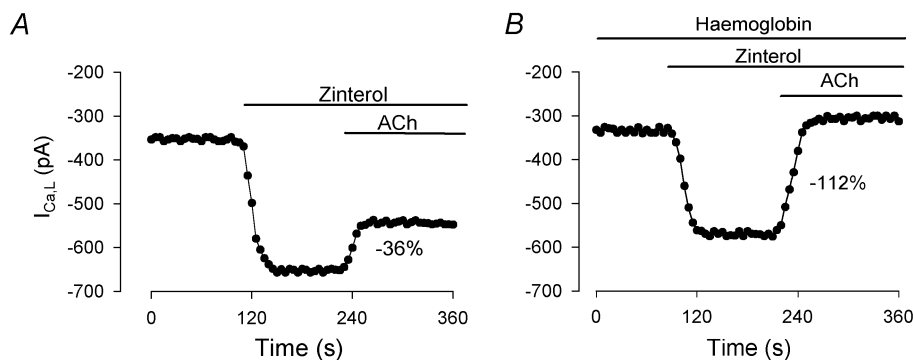 A
B
Haemoglobin
Zinterol
ACh
Zinterol
ACh
I_Ca,L (pA)
-200
-300
-400
-500
-600
-700
-36%
0
120
240
360
Time (s)
-200
-300
-400
-500
-600
-700
-112%
0
120
240
360
Time (s)